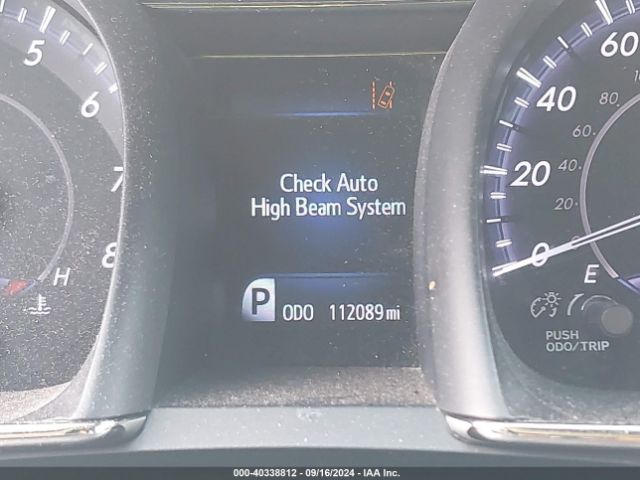 5
6
7
8
H
Check Auto
High Beam System
P ODO 112089 mi
60
80
40
60
40
20
20
0
E
PUSH
ODO/TRIP
000-40338812 - 09/16/2024 - IAA Inc.